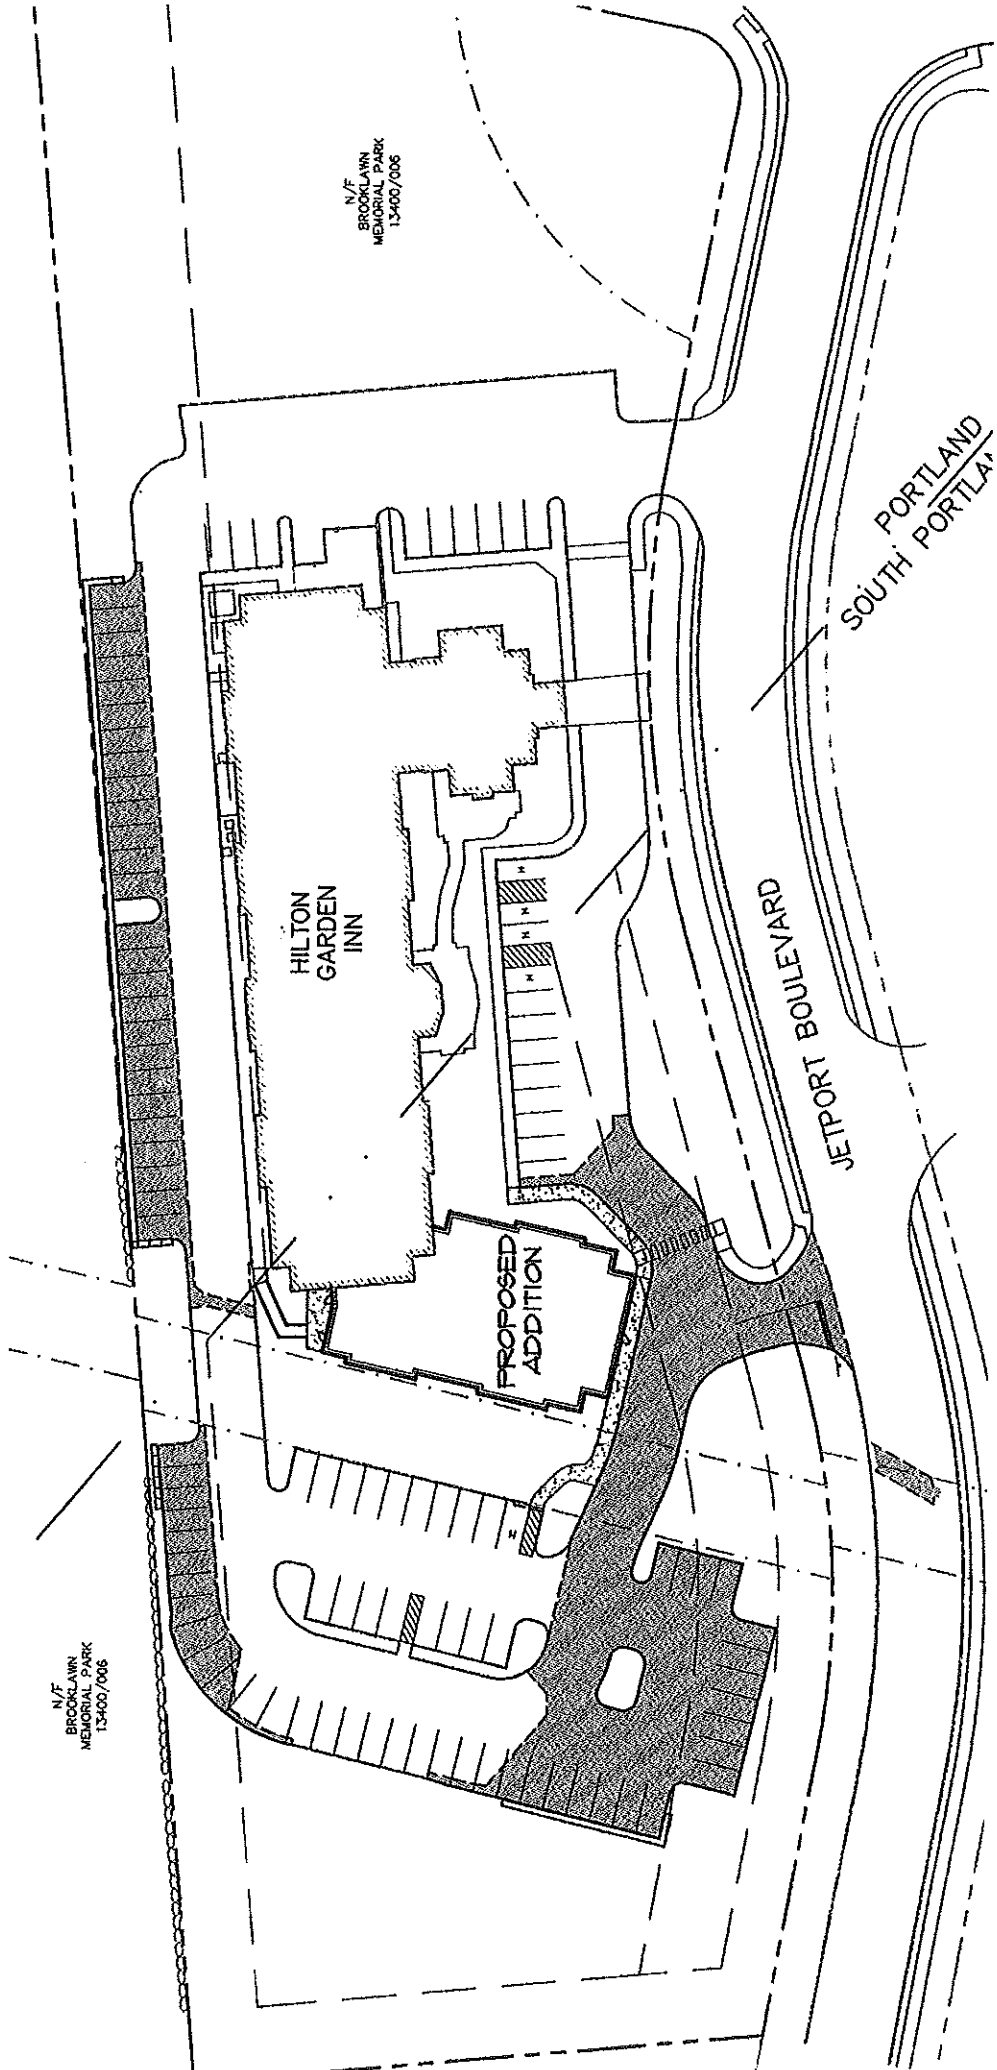 N/F
BROOKLAWN
MEMORIAL PARK
13400/006
PORTLAND
SOUTH PORTLAN
HILTON
GARDEN
INN
JETPORT BOULEVARD
PROPOSED
ADDITION
N/F
BROOKLAWN
MEMORIAL PARK
13400/006